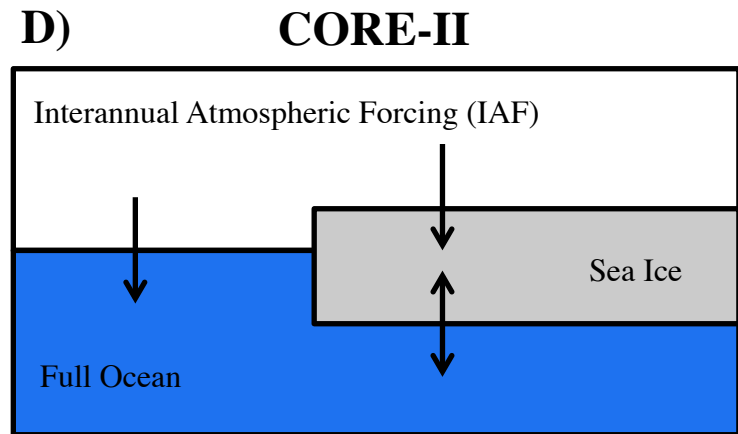 D) CORE-II
Interannual Atmospheric Forcing (IAF)
Sea Ice
Full Ocean